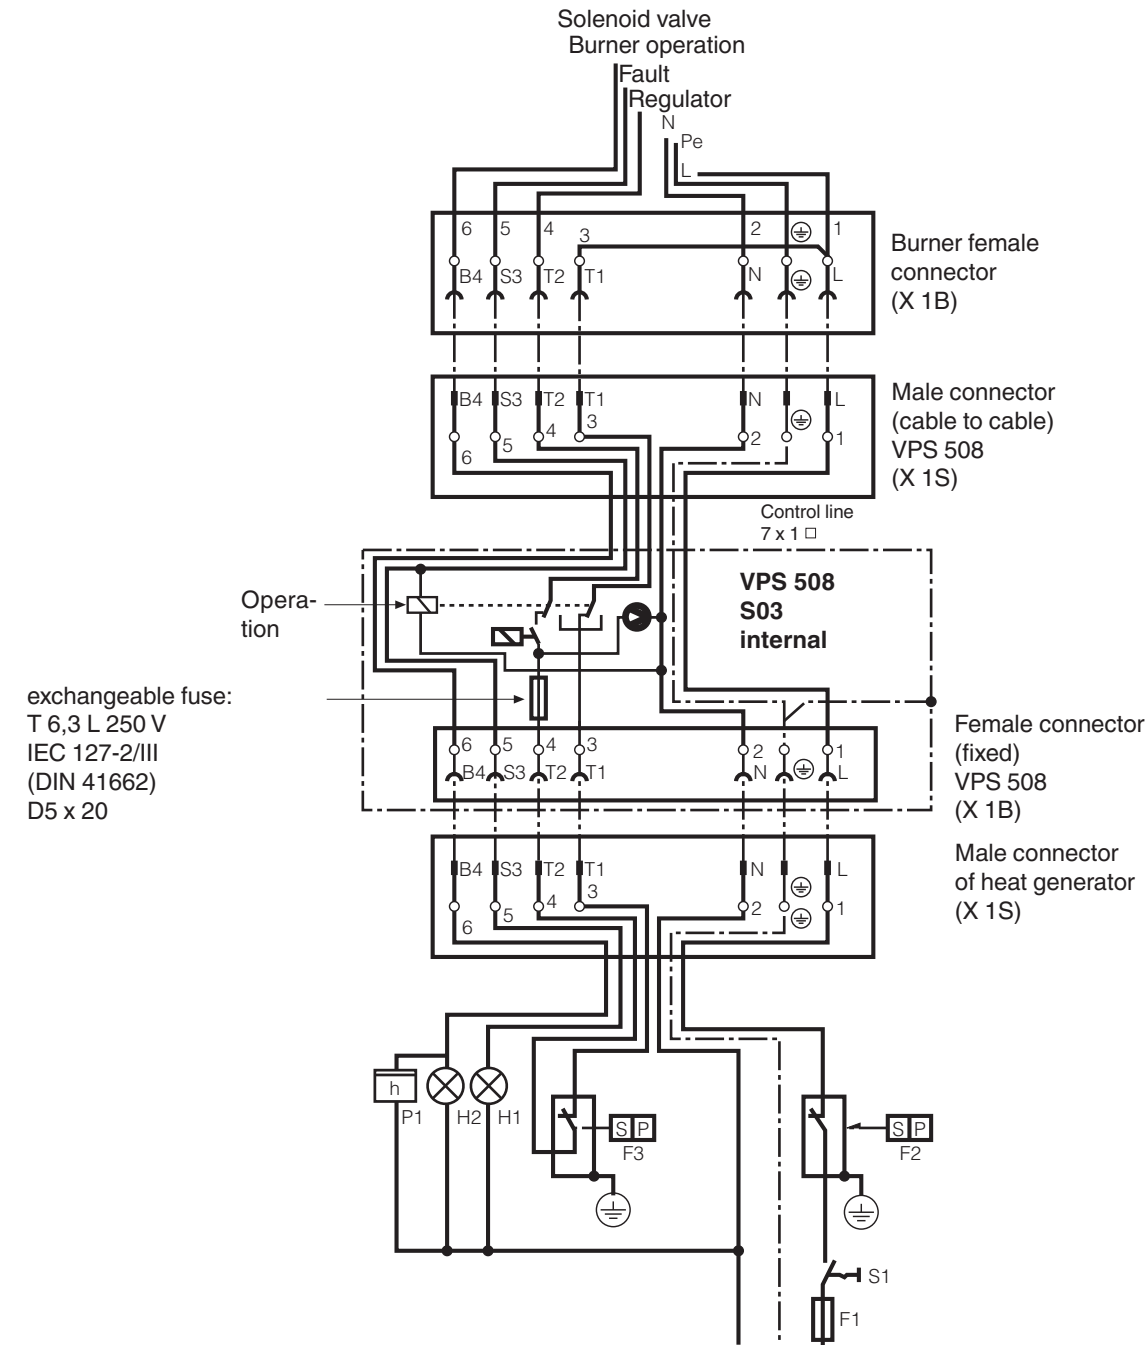 Solenoid valve
Burner operation
Fault
Regulator
N
Pe
L
6 5 4 3 2 1
B4 S3 T2 T1 N L
Burner female
connector
(X 1B)
B4 S3 T2 T1 N L
6 5 4 3 2 1
Male connector
(cable to cable)
VPS 508
(X 1S)
Control line
7 x 1 □
VPS 508
S03
internal
Opera-
tion
exchangeable fuse:
T 6,3 L 250 V
IEC 127-2/III
(DIN 41662)
D5 x 20
6 5 4 3 2 1
B4 S3 T2 T1 N L
Female connector
(fixed)
VPS 508
(X 1B)
B4 S3 T2 T1 N L
6 5 4 3 2 1
Male connector
of heat generator
(X 1S)
h
P1 H2 H1
S P
F3
S P
F2
S1
F1